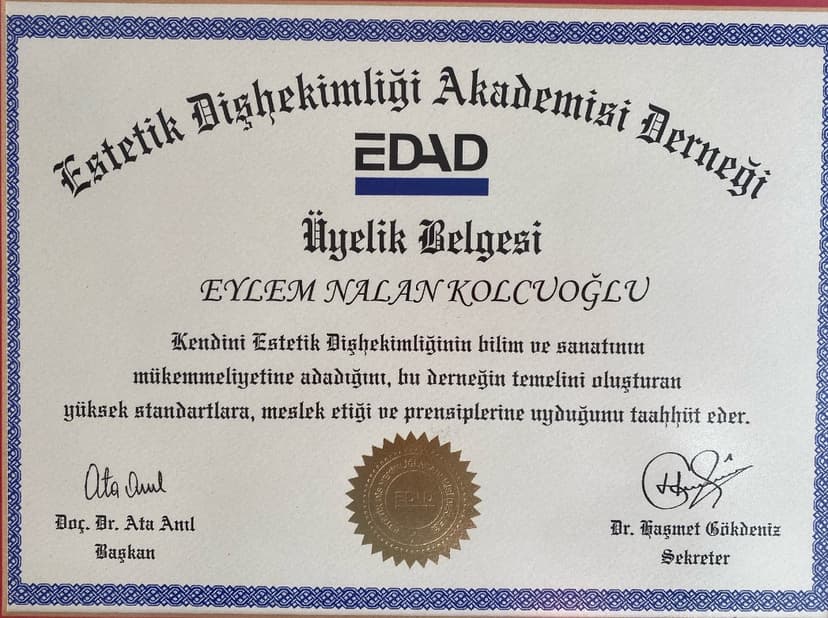 Estetik Dişhekimliği Akademisi Derneği
EDAD
Üyelik Belgesi
EYLEM NALAN KOLCUOĞLU
Kendini Estetik Dişhekimliğinin bilim ve sanatının
mükemmeliyetine adadığını, bu derneğin temelini oluşturan
yüksek standartlara, meslek etiği ve prensiplerine uyduğunu taahhüt eder.
Ata Anıl
EDAD
Doç. Dr. Ata Anıl
Başkan
Dr. Haşmet Gökdeniz
Sekreter